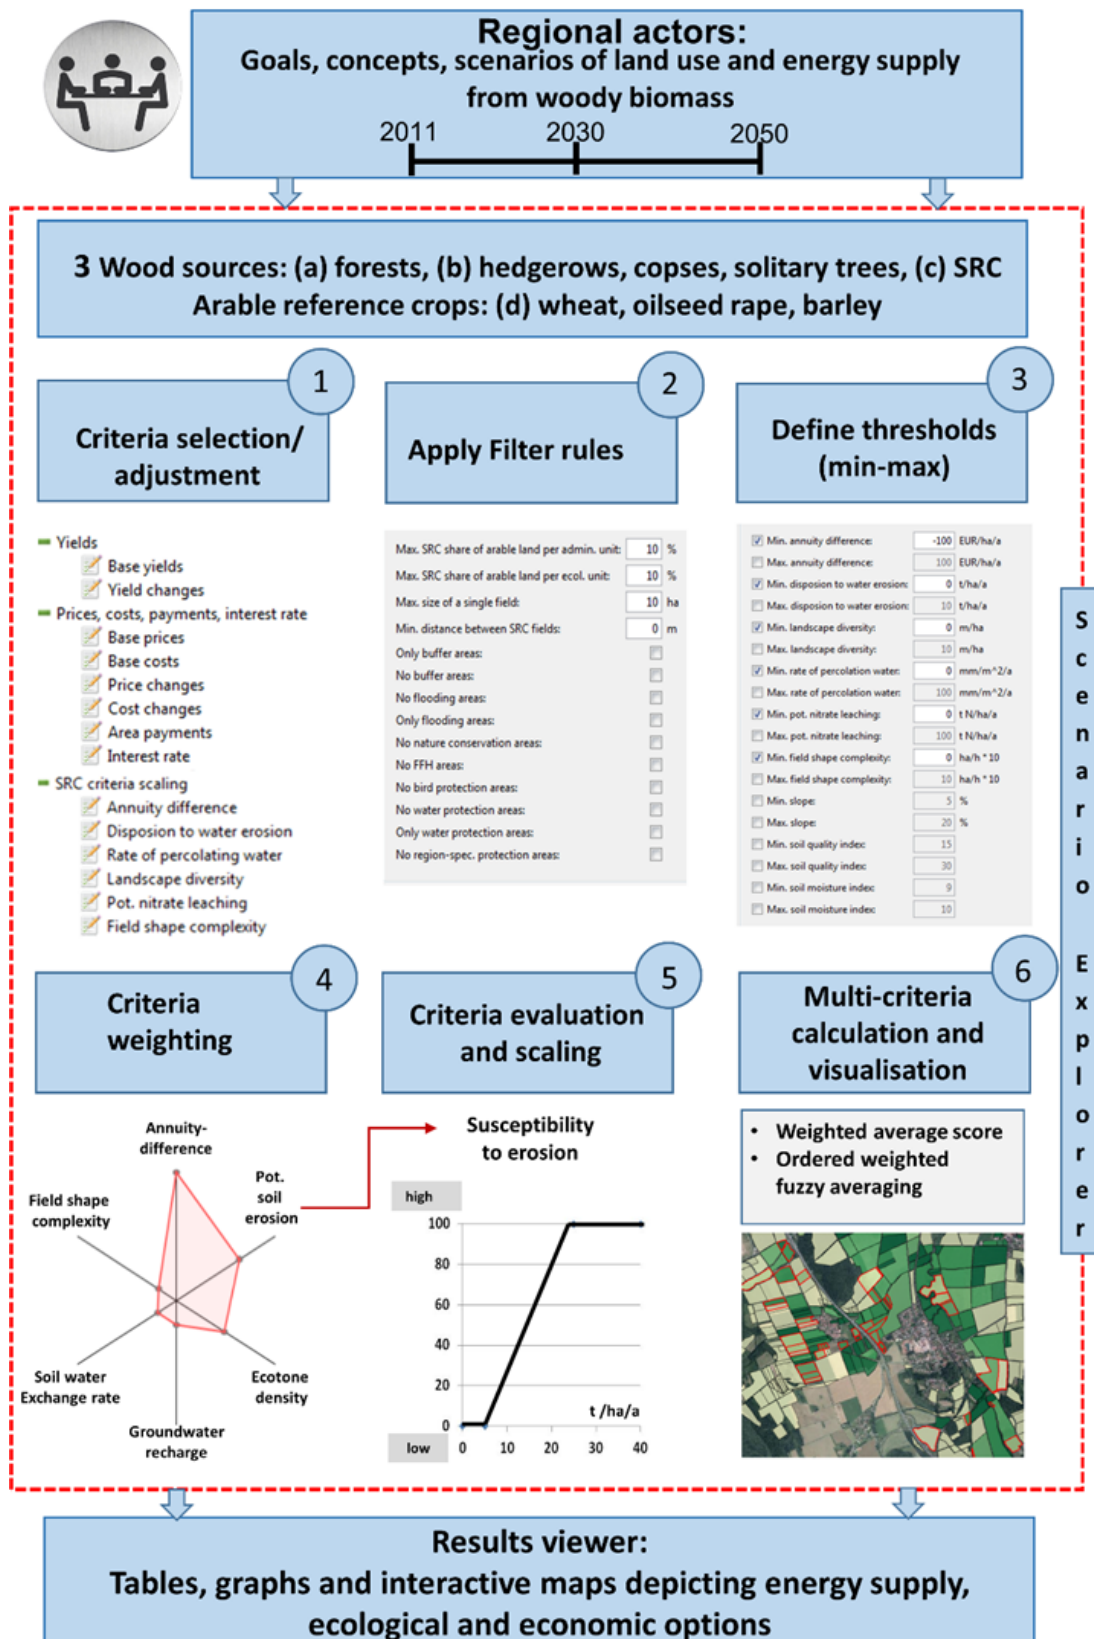 Regional actors:
Goals, concepts, scenarios of land use and energy supply
from woody biomass
2011 2030 2050
3 Wood sources: (a) forests, (b) hedgerows, copses, solitary trees, (c) SRC
Arable reference crops: (d) wheat, oilseed rape, barley
1
Criteria selection/
adjustment
2
Apply Filter rules
3
Define thresholds
(min-max)
Yields
Base yields
Yield changes
Prices, costs, payments, interest rate
Base prices
Base costs
Price changes
Cost changes
Area payments
Interest rate
SRC criteria scaling
Annuity difference
Disposion to water erosion
Rate of percolating water
Landscape diversity
Pot. nitrate leaching
Field shape complexity
Max. SRC share of arable land per admin. unit: 10 %
Max. SRC share of arable land per ecol. unit: 10 %
Max. size of a single field: 10 ha
Min. distance between SRC fields: 0 m
Only buffer areas:
No buffer areas:
No flooding areas:
Only flooding areas:
No nature conservation areas:
No FFH areas:
No bird protection areas:
No water protection areas:
Only water protection areas:
No region-spec. protection areas:
Min. annuity difference: -100 EUR/ha/a
Max. annuity difference: 100 EUR/ha/a
Min. disposion to water erosion: 0 t/ha/a
Max. disposion to water erosion: 10 t/ha/a
Min. landscape diversity: 0 m/ha
Max. landscape diversity: 10 m/ha
Min. rate of percolation water: 0 mm/m^2/a
Max. rate of percolation water: 100 mm/m^2/a
Min. pot. nitrate leaching: 0 t N/ha/a
Max. pot. nitrate leaching: 100 t N/ha/a
Min. field shape complexity: 0 ha/h * 10
Max. field shape complexity: 10 ha/h * 10
Min. slope: 5 %
Max. slope: 20 %
Min. soil quality index: 15
Max. soil quality index: 30
Min. soil moisture index: 9
Max. soil moisture index: 10
Scenario Explorer
4
Criteria
weighting
5
Criteria evaluation
and scaling
6
Multi-criteria
calculation and
visualisation
Annuity-
difference
Pot.
soil
erosion
Field shape
complexity
Soil water
Exchange rate
Groundwater
recharge
Ecotone
density
Susceptibility
to erosion
high
100
80
60
40
20
0
t /ha/a
low
0 10 20 30 40
• Weighted average score
• Ordered weighted
fuzzy averaging
Results viewer:
Tables, graphs and interactive maps depicting energy supply,
ecological and economic options